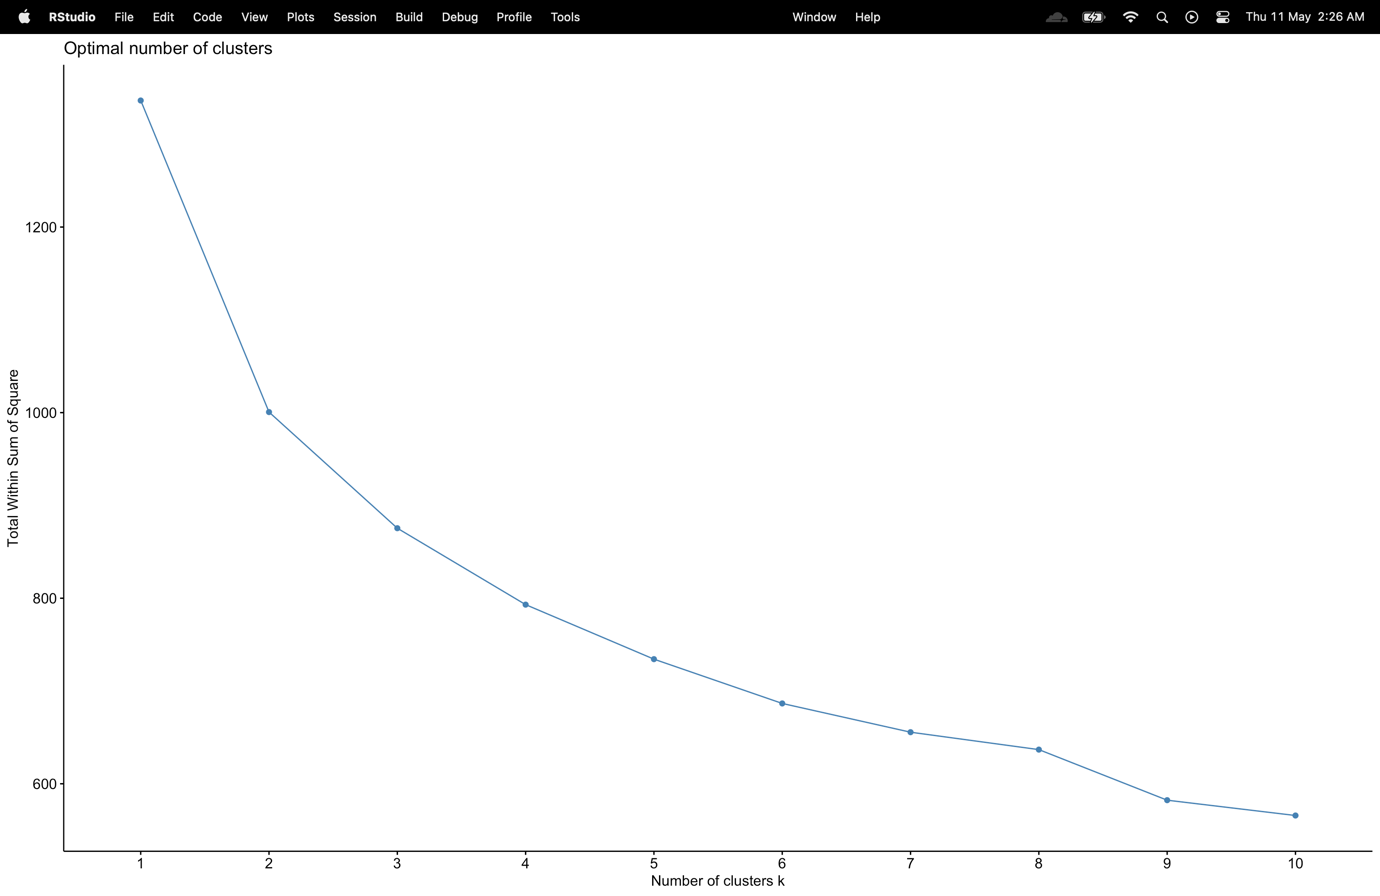 RStudio File Edit Code View Plots Session Build Debug Profile Tools Window Help Thu 11 May 2:26 AM
Optimal number of clusters
1200
1000
800
600
Total Within Sum of Square
1 2 3 4 5 6 7 8 9 10
Number of clusters k